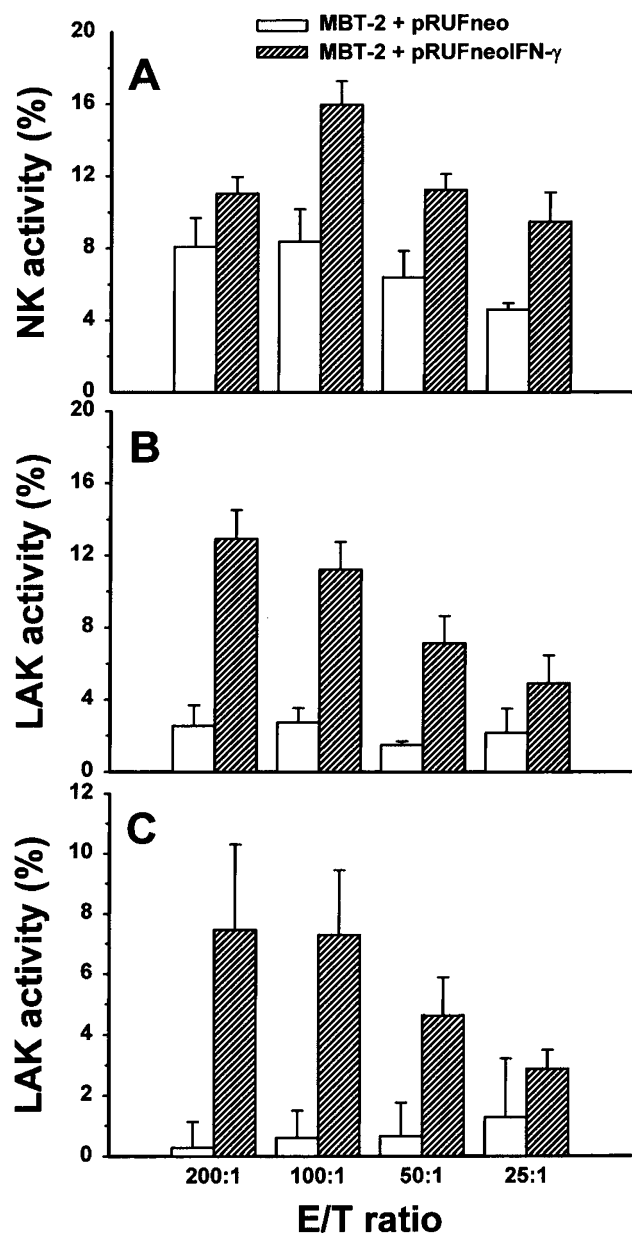 MBT-2 + pRUFneo
MBT-2 + pRUFneoIFN-γ
A
NK activity (%)
20
16
12
8
4
0
B
LAK activity (%)
20
16
12
8
4
0
C
LAK activity (%)
12
10
8
6
4
2
0
200:1 100:1 50:1 25:1
E/T ratio